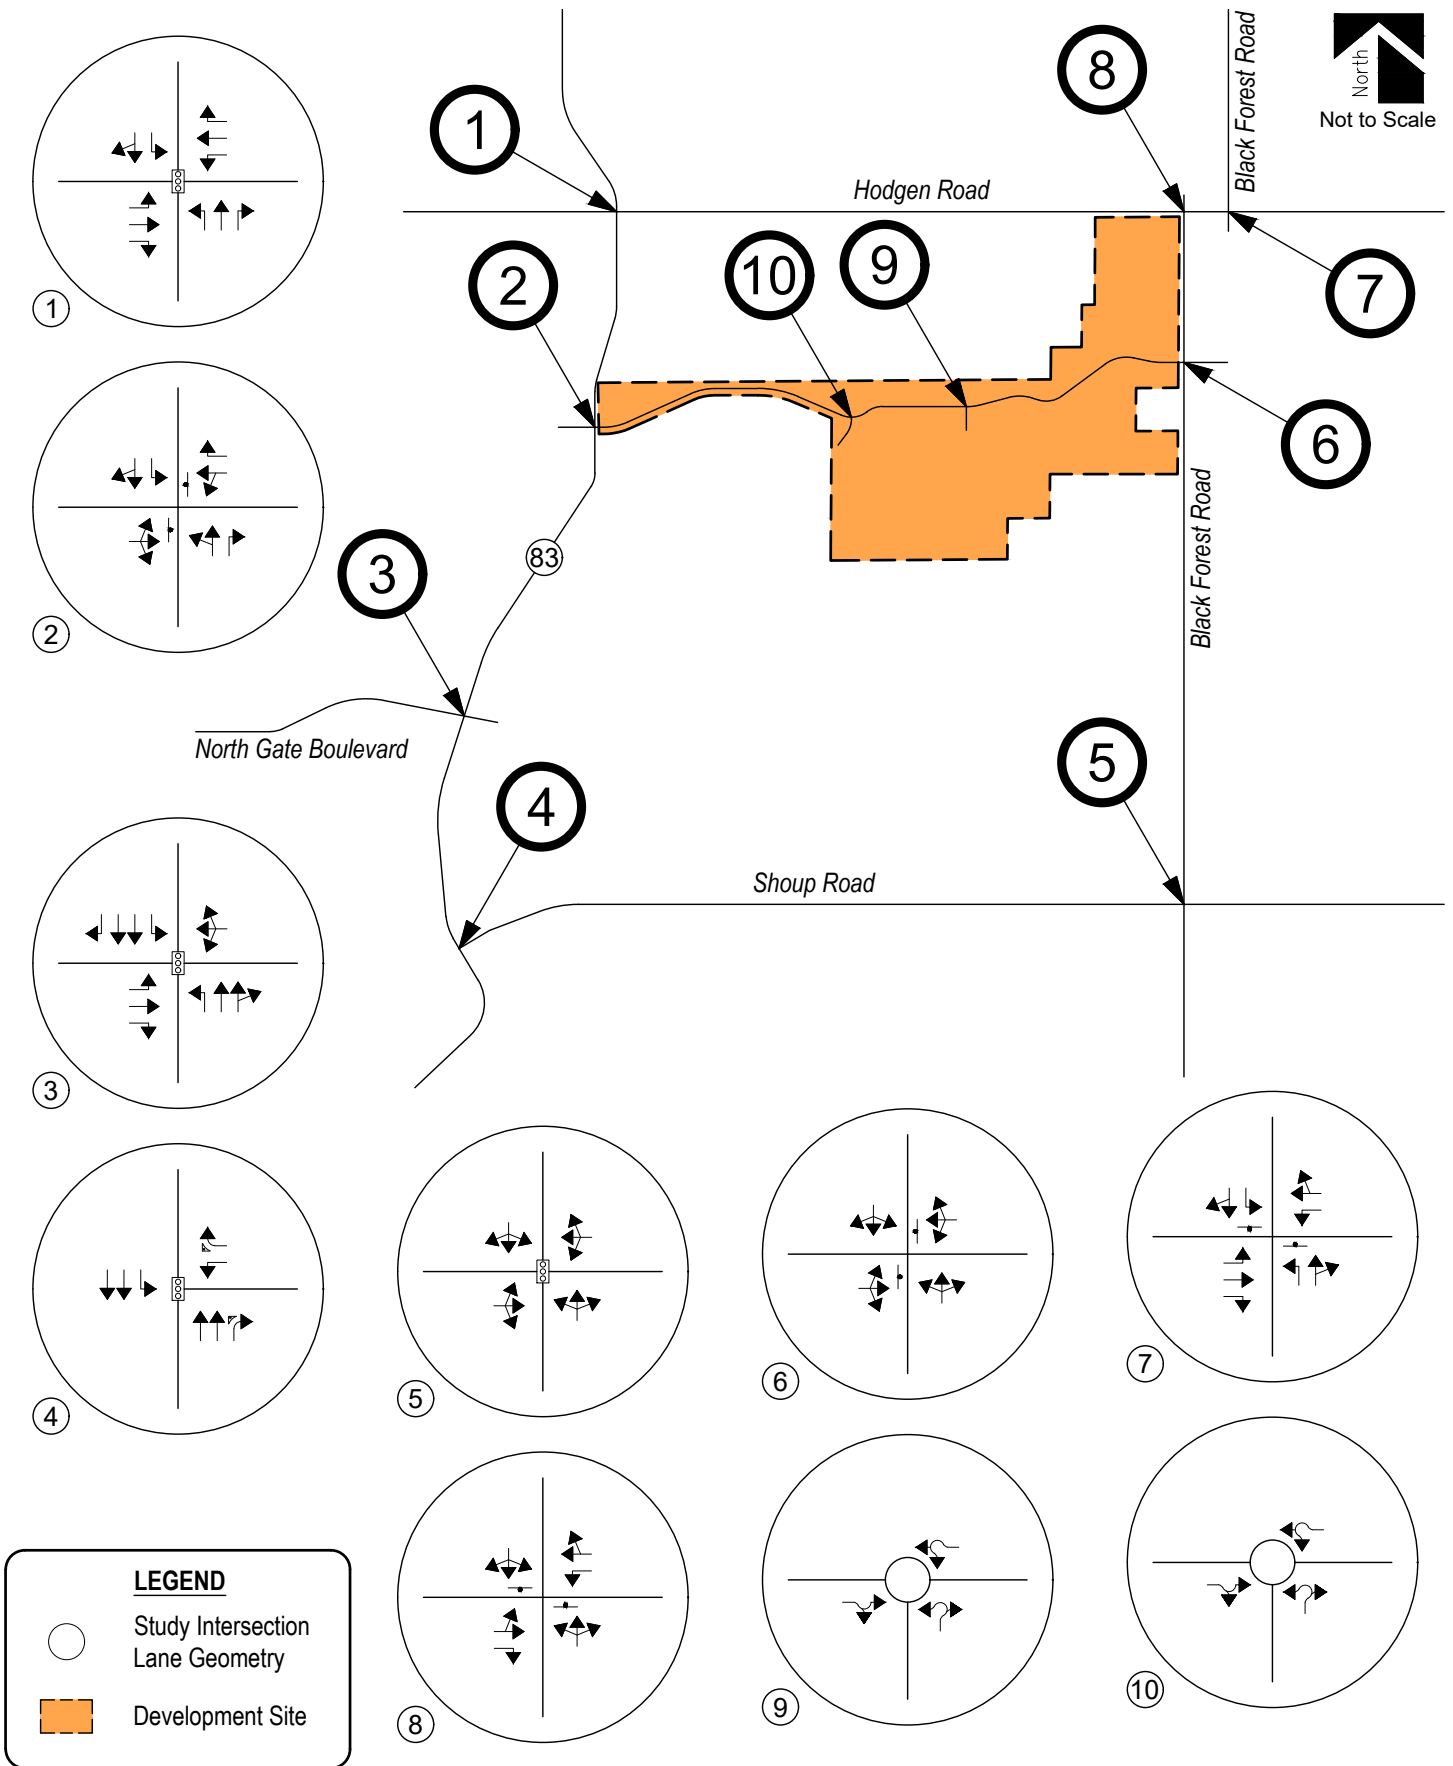 1
8
Black Forest Road
North
Not to Scale
Hodgen Road
1
2
10
9
7
2
6
83
3
Black Forest Road
North Gate Boulevard
5
4
Shoup Road
3
4
5
6
7
8
9
10
LEGEND
Study Intersection
Lane Geometry
Development Site